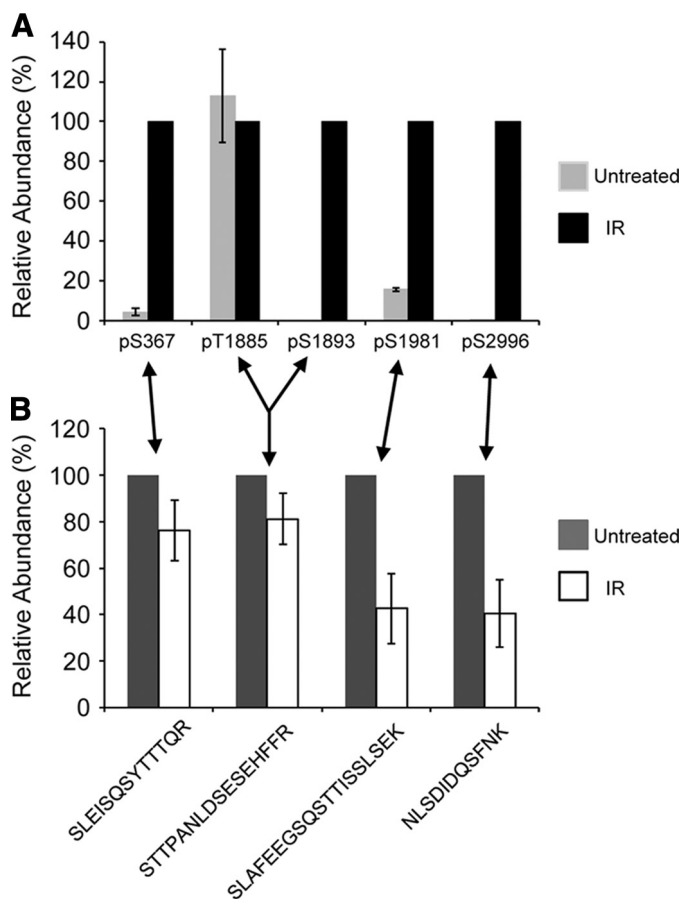 A
Relative Abundance (%)
140
120
100
80
60
40
20
0
pS367 pT1885 pS1893 pS1981 pS2996
Untreated
IR
B
Relative Abundance (%)
120
100
80
60
40
20
0
SLEISQSYTTTQR
STTPANLDSESEHFFR
SLAFEEGSQSTTISSLSEK
NLSDIDQSFNK
Untreated
IR